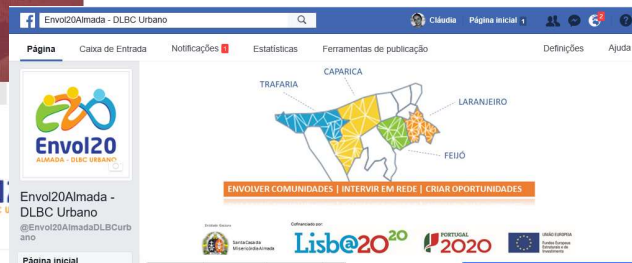 Envol20Almada - DLBC Urbano
Cláudia Página inicial 1 2
Página Caixa de Entrada Notificações 1 Estatísticas Ferramentas de publicação Definições Ajuda
Envol20
ALMADA - DLBC URBANO
Envol20Almada -
DLBC Urbano
@Envol20AlmadaDLBCurb
ano
Página inicial
CAPARICA
TRAFARIA
LARANJEIRO
FEIJÓ
ENVOLVER COMUNIDADES | INTERVIR EM REDE | CRIAR OPORTUNIDADES
Cofinanciado por:
Santa Casa da
Misericórdia Almada
Lisb@20²⁰
PORTUGAL
2020
UNIÃO EUROPEIA
Fundos Europeus
Estruturais e de
Investimento